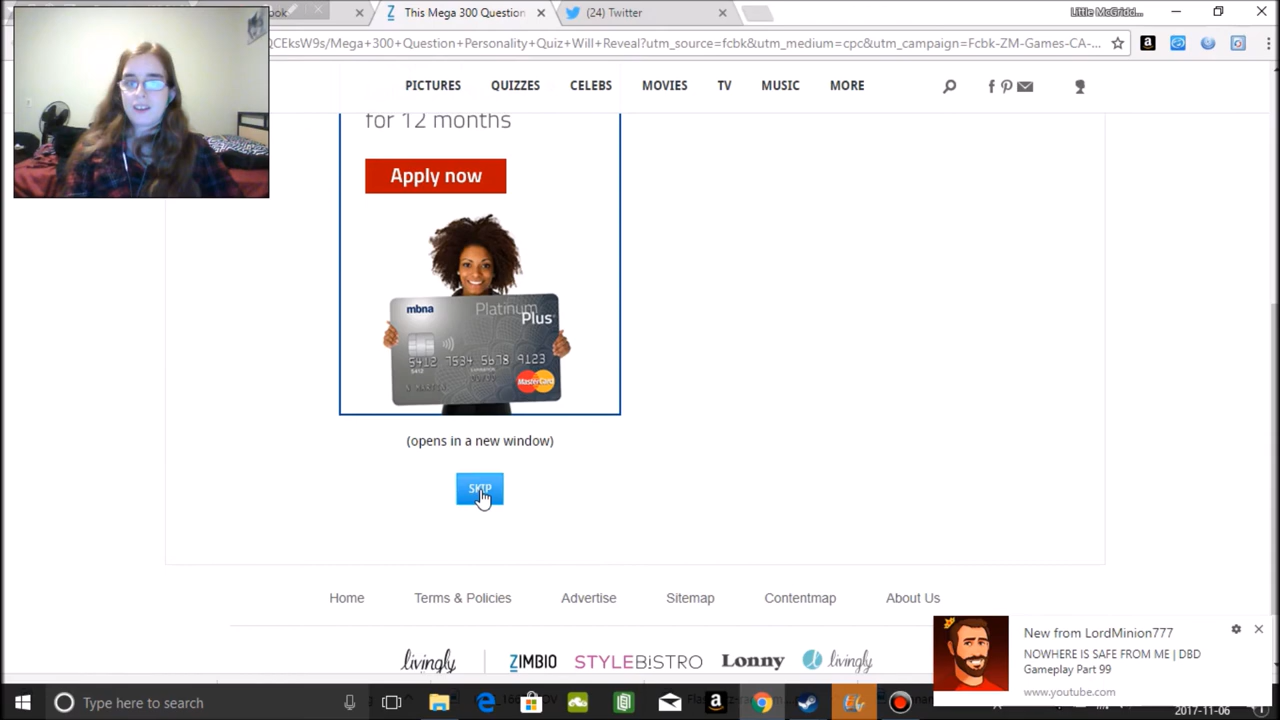 ook
This Mega 300 Question
(24) Twitter
Little McGridd...
QCEksW9s/Mega+300+Question+Personality+Quiz+Will+Reveal?utm_source=fcbk&utm_medium=cpc&utm_campaign=Fcbk-ZM-Games-CA-...
PICTURES QUIZZES CELEBS MOVIES TV MUSIC MORE
for 12 months
Apply now
mbna
Platinum
Plus
5412 7534 5678 9123
5412
MasterCard
(opens in a new window)
SKIP
Home Terms & Policies Advertise Sitemap Contentmap About Us
livingly ZIMBIO STYLEBISTRO Lonny livingly
New from LordMinion777
NOWHERE IS SAFE FROM ME | DBD
Gameplay Part 99
www.youtube.com
Type here to search
2017-11-06